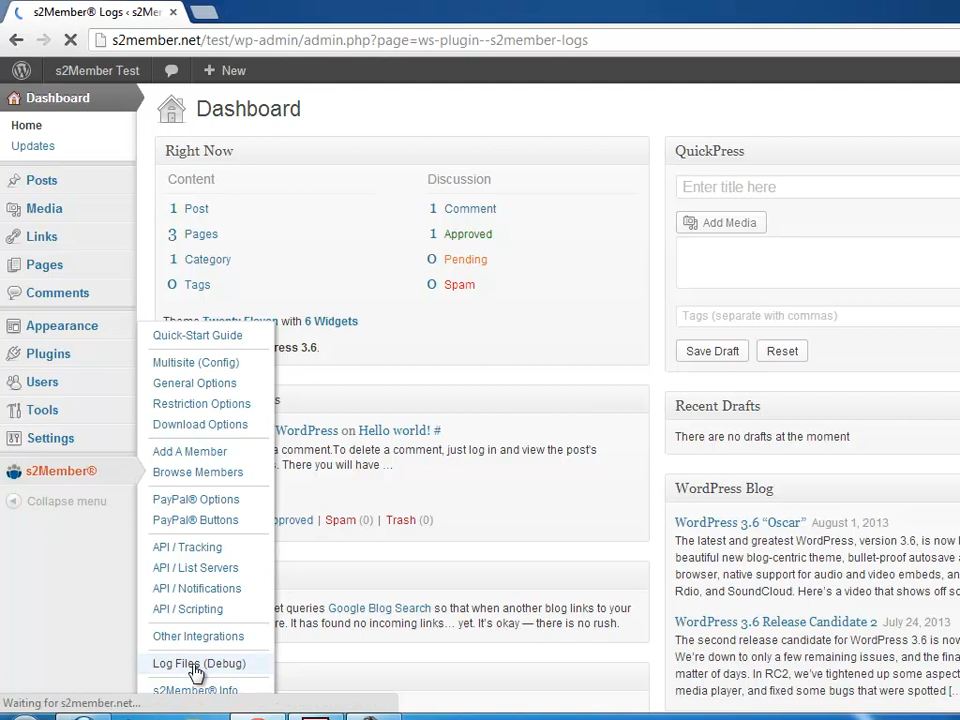 s2Member® Logs ‹ s2Mer
s2member.net/test/wp-admin/admin.php?page=ws-plugin--s2member-logs
s2Member Test
New
Dashboard
Home
Updates
Posts
Media
Links
Pages
Comments
Appearance
Plugins
Users
Tools
Settings
s2Member®
Collapse menu
Quick-Start Guide
Multisite (Config)
General Options
Restriction Options
Download Options
Add A Member
Browse Members
PayPal® Options
PayPal® Buttons
API / Tracking
API / List Servers
API / Notifications
API / Scripting
Other Integrations
Log Files (Debug)
s2Member® Info
Waiting for s2member.net...
Dashboard
Right Now
Content
Discussion
1 Post
1 Comment
3 Pages
1 Approved
1 Category
0 Pending
0 Tags
0 Spam
Theme Twenty Eleven with 6 Widgets
ress 3.6.
s
WordPress on Hello world! #
a comment.To delete a comment, just log in and view the post's
s. There you will have ...
pproved | Spam (0) | Trash (0)
et queries Google Blog Search so that when another blog links to your
re. It has found no incoming links… yet. It's okay — there is no rush.
QuickPress
Enter title here
Add Media
Tags (separate with commas)
Save Draft
Reset
Recent Drafts
There are no drafts at the moment
WordPress Blog
WordPress 3.6 “Oscar” August 1, 2013
The latest and greatest WordPress, version 3.6, is now l
beautiful new blog-centric theme, bullet-proof autosave a
browser, native support for audio and video embeds, and
Rdio, and SoundCloud. Here's a video that shows off so
WordPress 3.6 Release Candidate 2 July 24, 2013
The second release candidate for WordPress 3.6 is now
We're down to only a few remaining issues, and the final
matter of days. In RC2, we've tightened up some aspect
media player, and fixed some bugs that were spotted [.